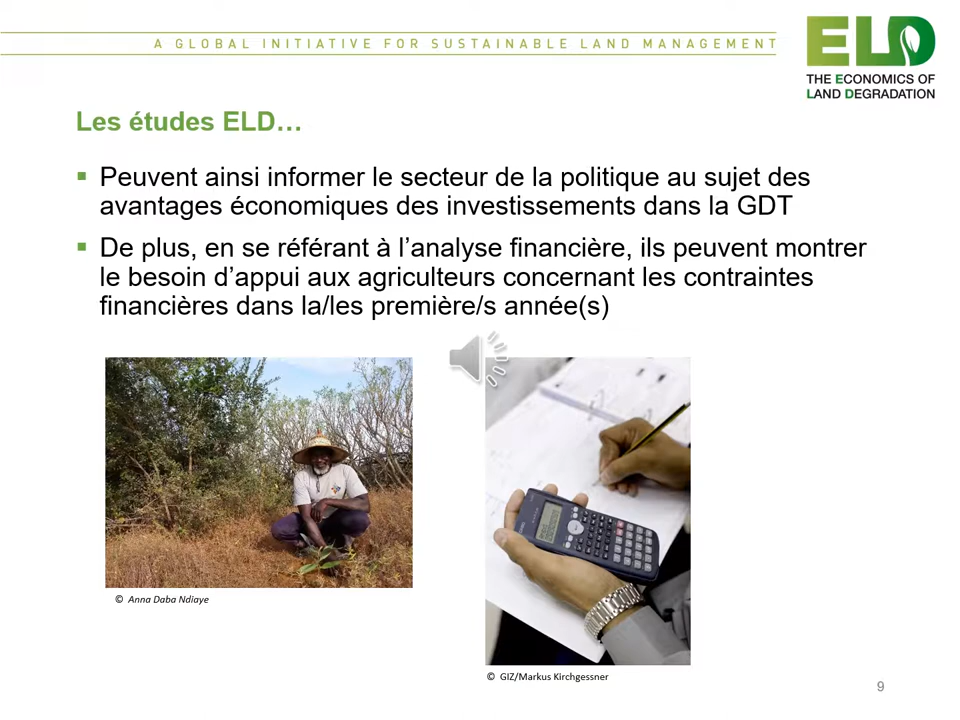 A GLOBAL INITIATIVE FOR SUSTAINABLE LAND MANAGEMENT
ELD
THE ECONOMICS OF
LAND DEGRADATION
Les études ELD…
Peuvent ainsi informer le secteur de la politique au sujet des
avantages économiques des investissements dans la GDT
De plus, en se référant à l’analyse financière, ils peuvent montrer
le besoin d’appui aux agriculteurs concernant les contraintes
financières dans la/les première/s année(s)
© Anna Daba Ndiaye
© GIZ/Markus Kirchgessner
9